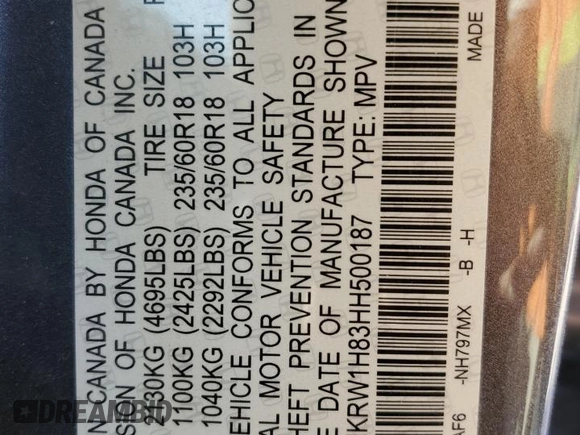 N CANADA BY HONDA OF CANADA
SION OF HONDA CANADA INC.
TIRE SIZE
2130KG (4695LBS)
1100KG (2425LBS) 235/60R18 103H
1040KG (2292LBS) 235/60R18 103H
EHICLE CONFORMS TO ALL APPLIC
AL MOTOR VEHICLE SAFETY
HEFT PREVENTION STANDARDS IN
E DATE OF MANUFACTURE SHOWN
KRW1H83HH500187 TYPE: MPV
AF6 -NH797MX -B -H MADE
DREAMBID